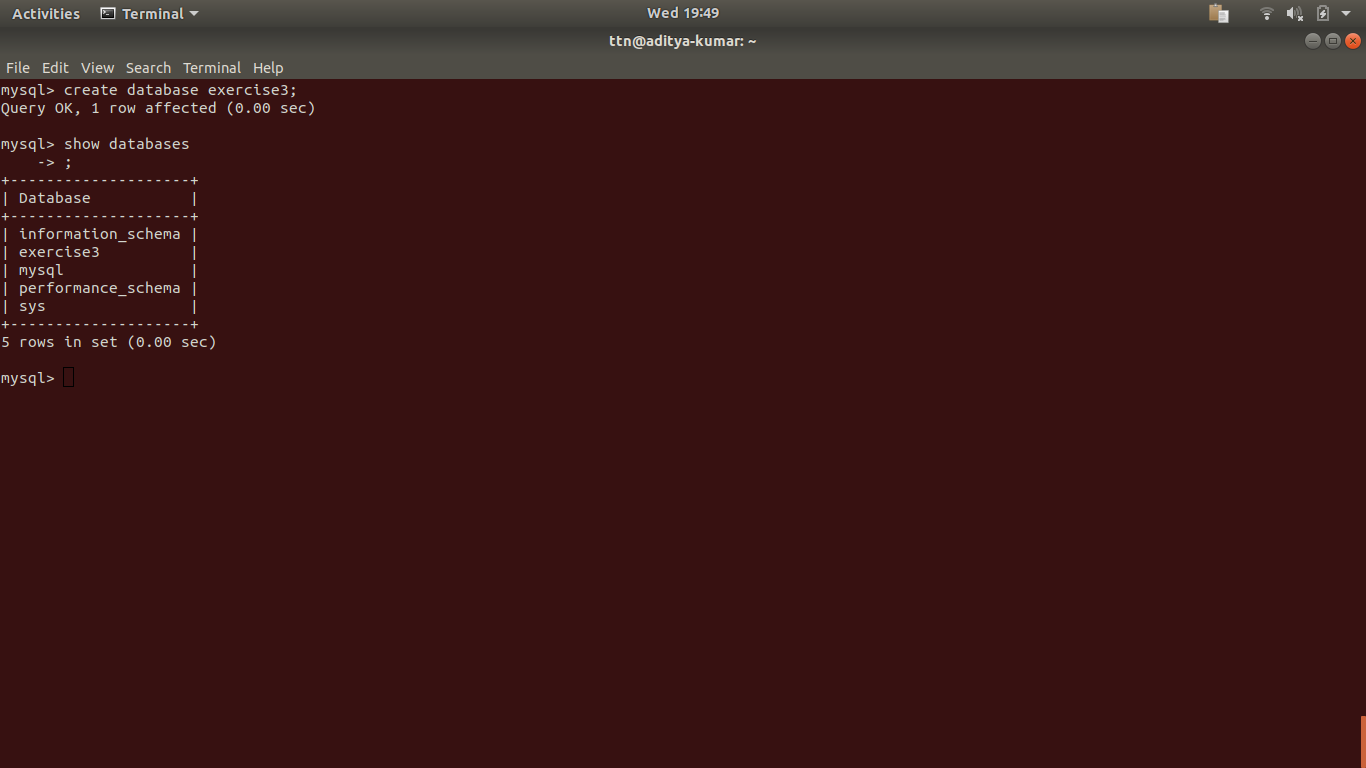 Activities Terminal Wed 19:49
ttn@aditya-kumar: ~
File Edit View Search Terminal Help
mysql> create database exercise3;
Query OK, 1 row affected (0.00 sec)
mysql> show databases
    -> ;
+--------------------+
| Database           |
+--------------------+
| information_schema |
| exercise3          |
| mysql              |
| performance_schema |
| sys                |
+--------------------+
5 rows in set (0.00 sec)
mysql>